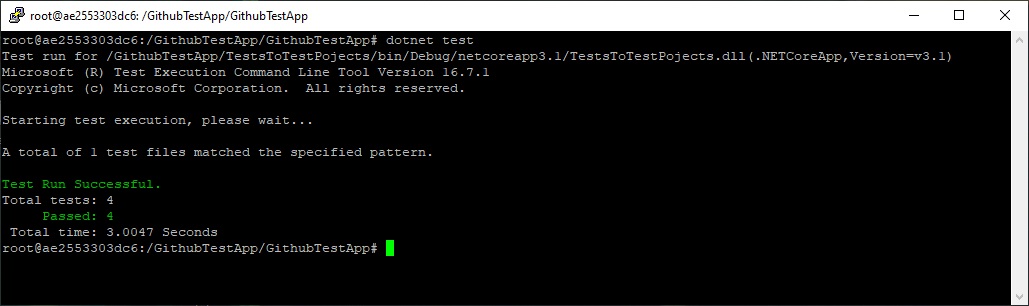 root@ae2553303dc6: /GithubTestApp/GithubTestApp
root@ae2553303dc6:/GithubTestApp/GithubTestApp# dotnet test
Test run for /GithubTestApp/TestsToTestPojects/bin/Debug/netcoreapp3.1/TestsToTestPojects.dll(.NETCoreApp,Version=v3.1)
Microsoft (R) Test Execution Command Line Tool Version 16.7.1
Copyright (c) Microsoft Corporation.  All rights reserved.
Starting test execution, please wait...
A total of 1 test files matched the specified pattern.
Test Run Successful.
Total tests: 4
Passed: 4
Total time: 3.0047 Seconds
root@ae2553303dc6:/GithubTestApp/GithubTestApp#